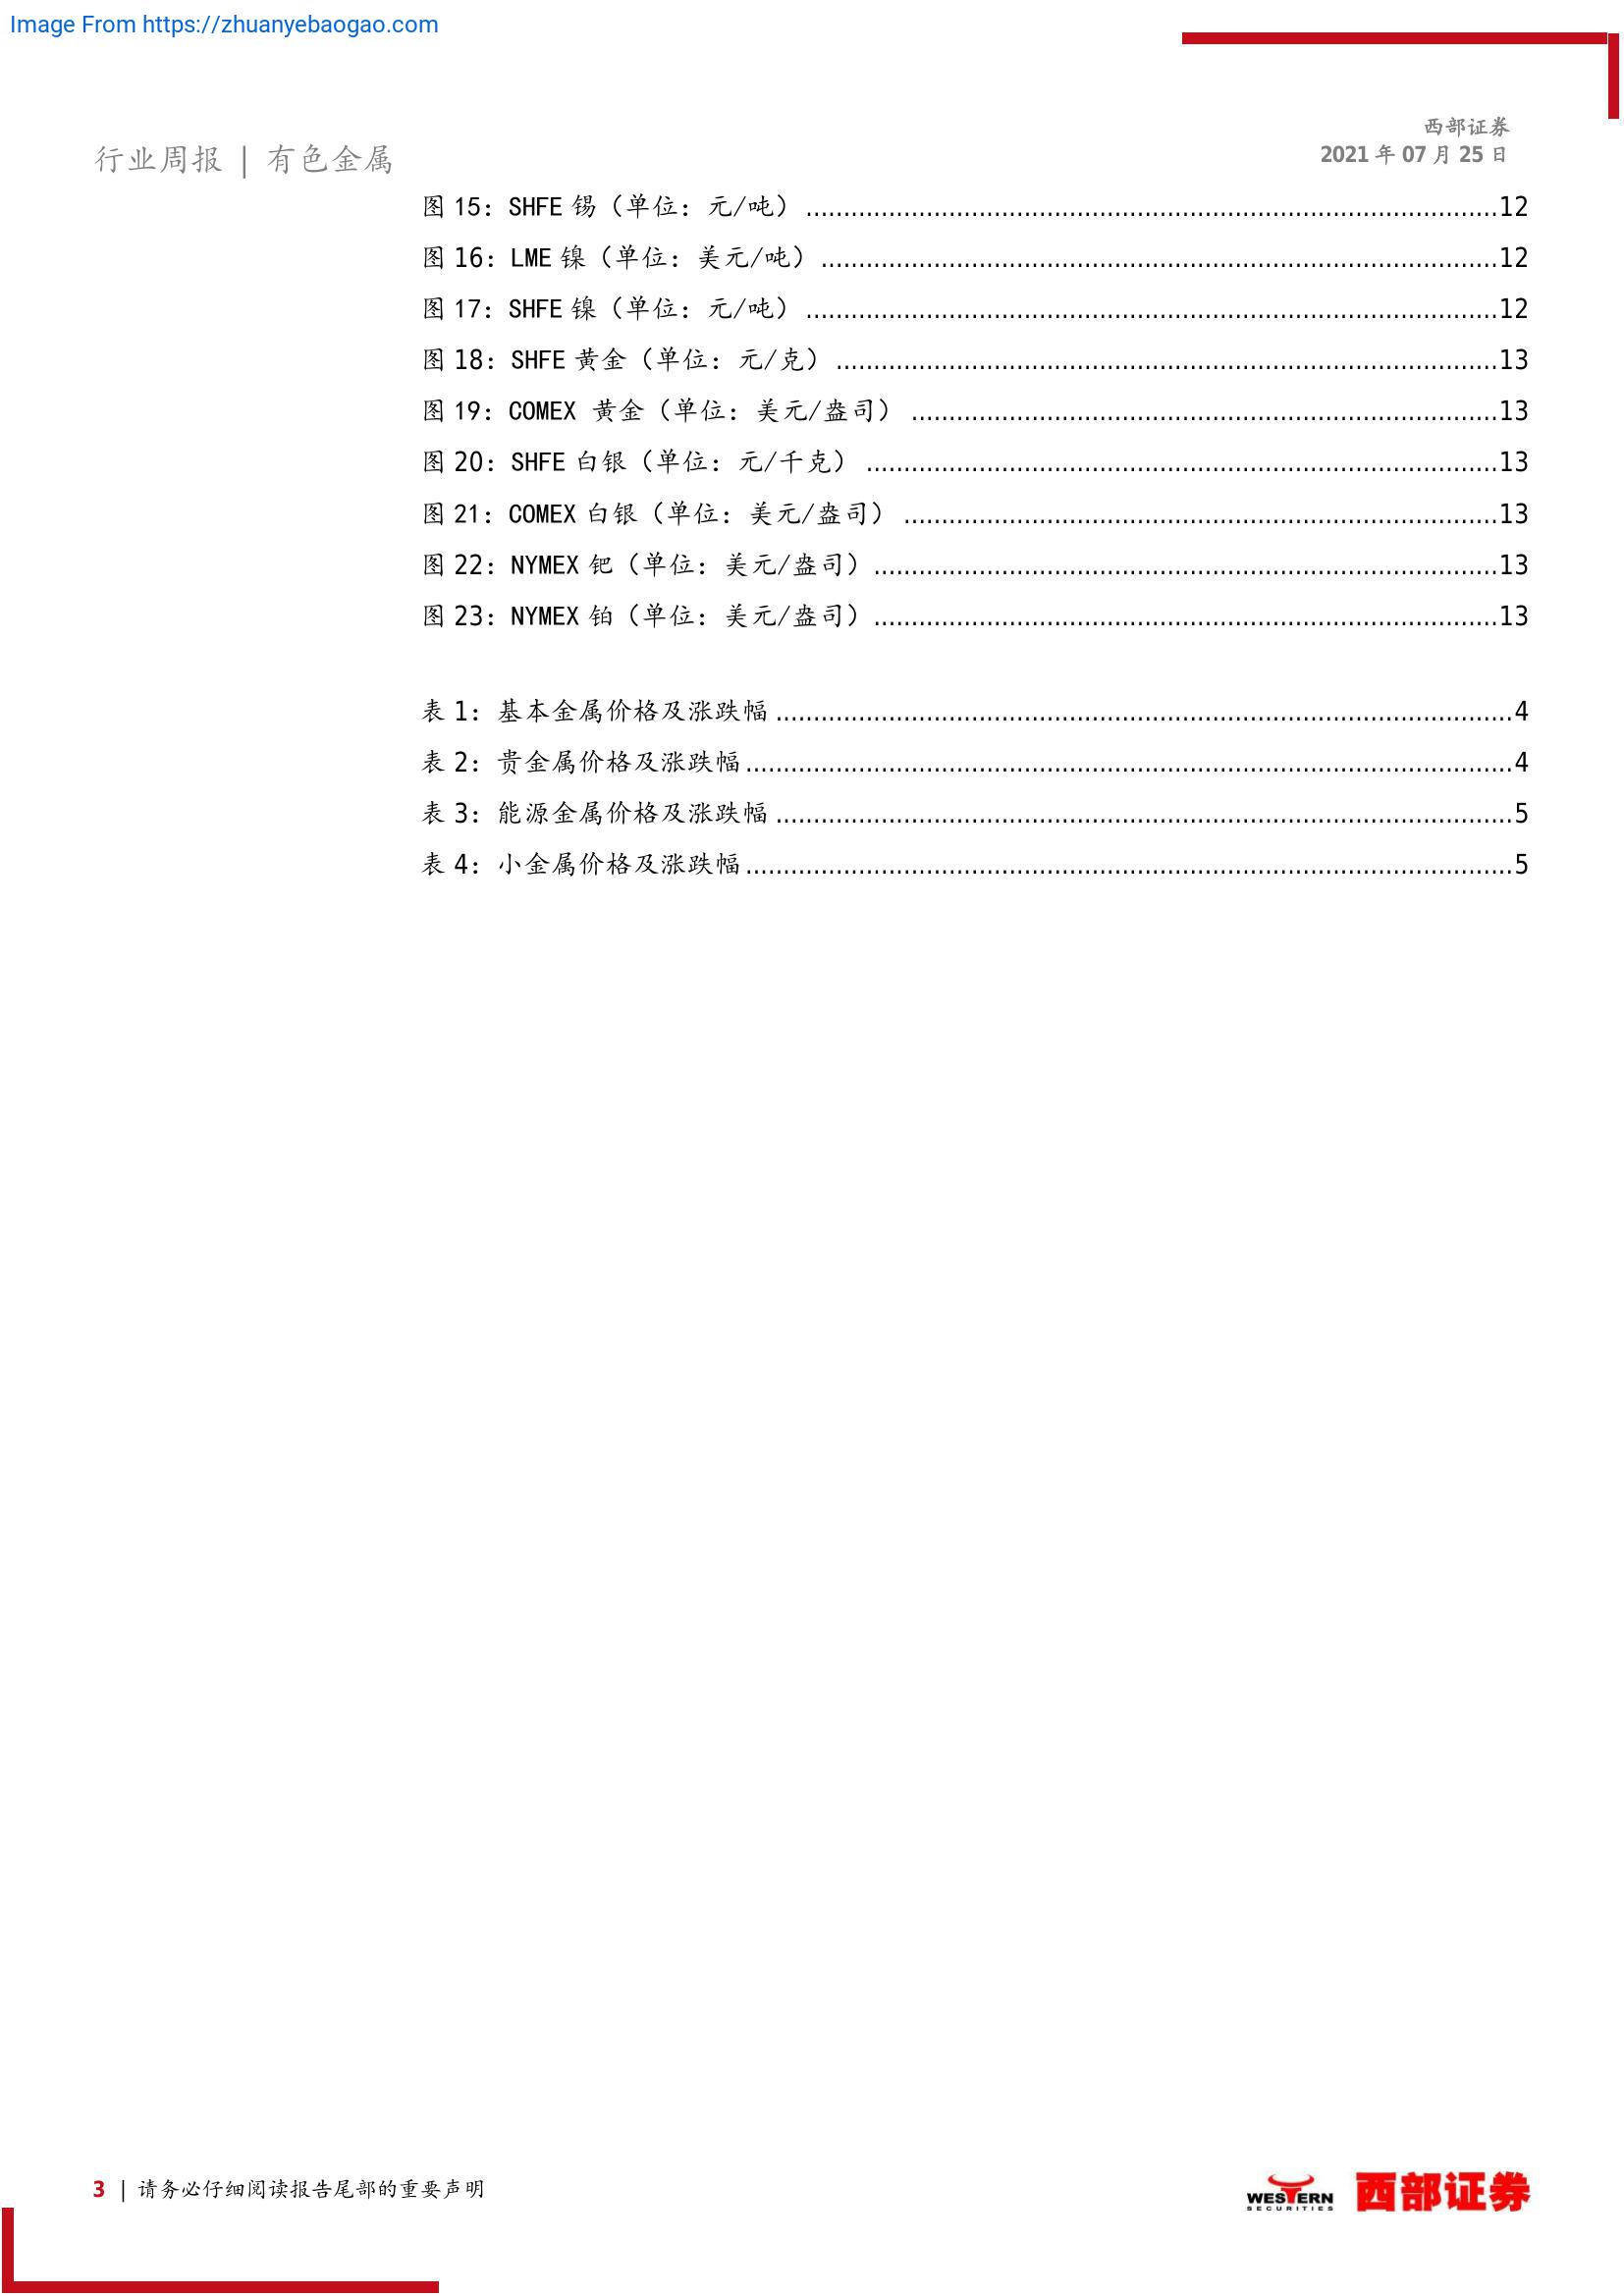 Image From https://zhuanyebaogao.com
西部证券
行业周报 | 有色金属
2021 年 07 月 25 日
图 15：SHFE 锡（单位：元/吨） ............................................................12
图 16：LME 镍（单位：美元/吨） ............................................................12
图 17：SHFE 镍（单位：元/吨） ............................................................12
图 18：SHFE 黄金（单位：元/克） ............................................................13
图 19：COMEX 黄金（单位：美元/盎司） ............................................................13
图 20：SHFE 白银（单位：元/千克） ............................................................13
图 21：COMEX 白银（单位：美元/盎司） ............................................................13
图 22：NYMEX 钯（单位：美元/盎司） ............................................................13
图 23：NYMEX 铂（单位：美元/盎司） ............................................................13
表 1：基本金属价格及涨跌幅 ............................................................4
表 2：贵金属价格及涨跌幅 ............................................................4
表 3：能源金属价格及涨跌幅 ............................................................5
表 4：小金属价格及涨跌幅 ............................................................5
3 | 请务必仔细阅读报告尾部的重要声明
WESTERN
SECURITIES
西部证券